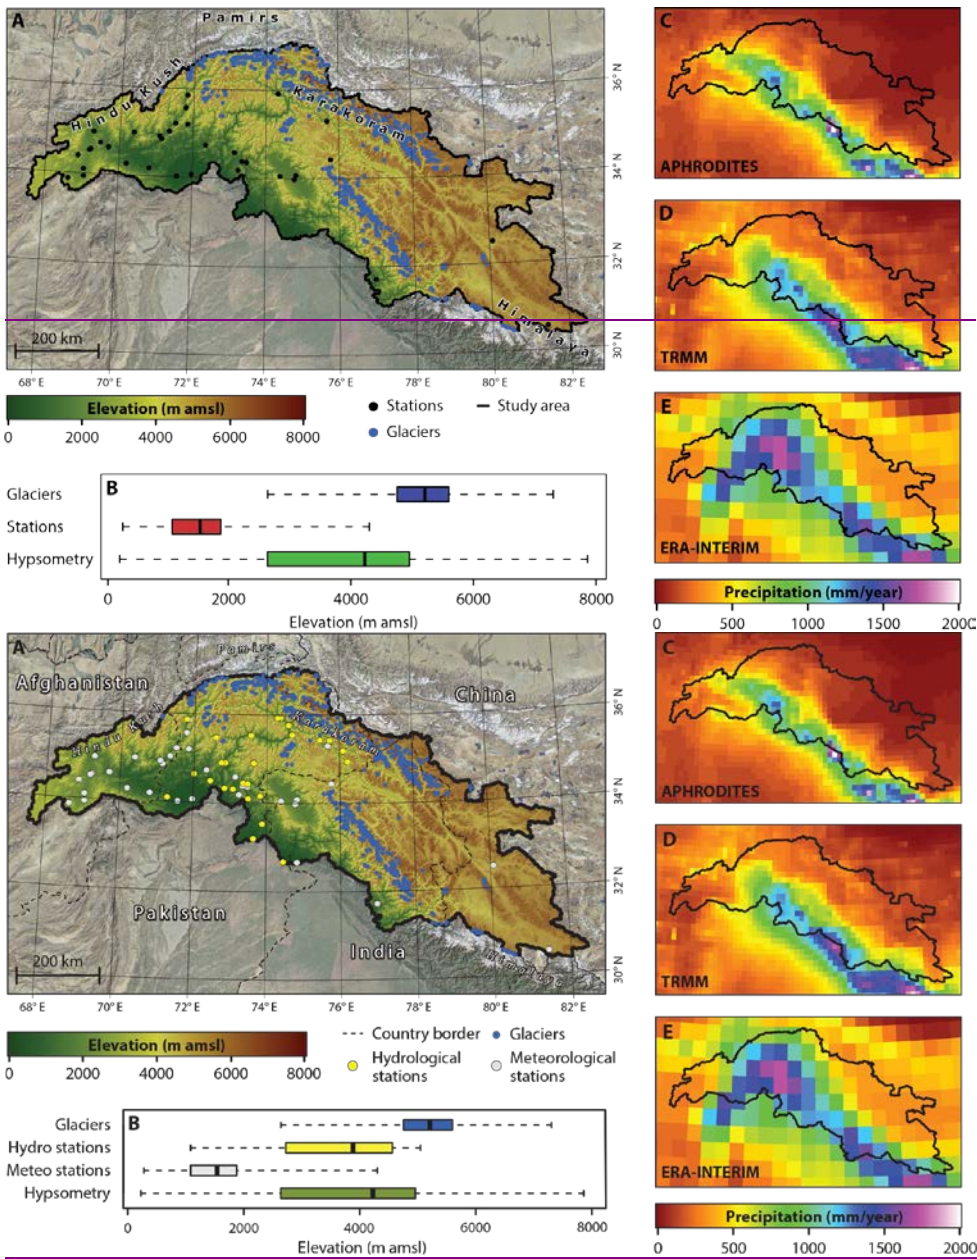 A
Pamirs
Hindu Kush
Karakoram
Himalaya
36° N
34° N
32° N
30° N
200 km
68° E
70° E
72° E
74° E
76° E
78° E
80° E
82° E
Elevation (m amsl)
0 2000 4000 6000 8000
Stations
Study area
Glaciers
B
Glaciers
Stations
Hypsometry
0 2000 4000 6000 8000
Elevation (m amsl)
C
APHRODITES
D
TRMM
E
ERA-INTERIM
Precipitation (mm/year)
0 500 1000 1500 2000
A
Pamirs
Afghanistan
China
Hindu Kush
Karakoram
Pakistan
India
Himalaya
36° N
34° N
32° N
30° N
200 km
68° E
70° E
72° E
74° E
76° E
78° E
80° E
82° E
Elevation (m amsl)
0 2000 4000 6000 8000
Country border
Glaciers
Hydrological
stations
Meteorological
stations
B
Glaciers
Hydro stations
Meteo stations
Hypsometry
0 2000 4000 6000 8000
Elevation (m amsl)
C
APHRODITES
D
TRMM
E
ERA-INTERIM
Precipitation (mm/year)
0 500 1000 1500 2000